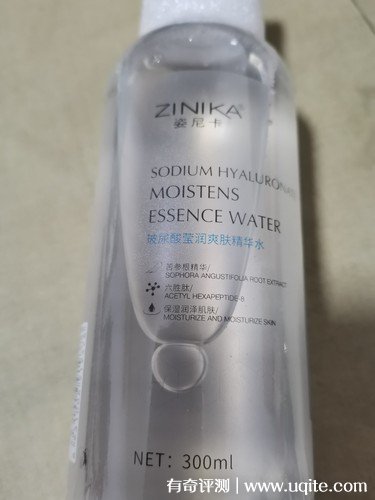 ZINIKA®
姿尼卡
SODIUM HYALURONATE
MOISTENS
ESSENCE WATER
玻尿酸莹润爽肤精华水
苦参根精华/
SOPHORA ANGUSTIFOLIA ROOT EXTRACT
六胜肽/
ACETYL HEXAPEPTIDE-8
保湿润泽肌肤/
MOISTURIZE AND MOISTURIZE SKIN
NET: 300ml
有奇评测 | www.uqite.com